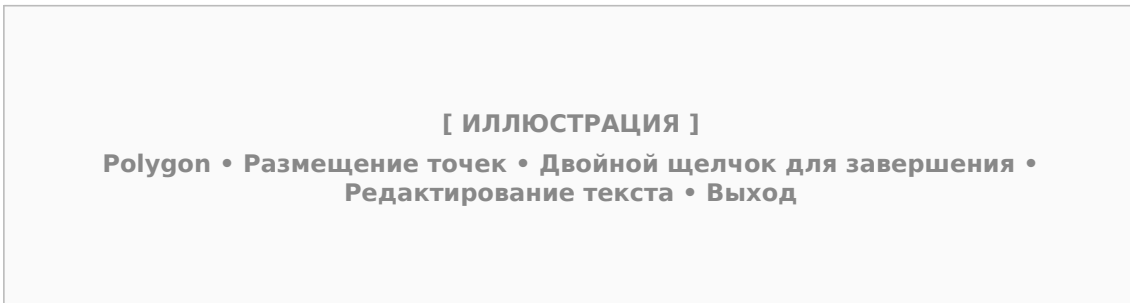 [ ИЛЛЮСТРАЦИЯ ]
Polygon • Размещение точек • Двойной щелчок для завершения •
Редактирование текста • Выход